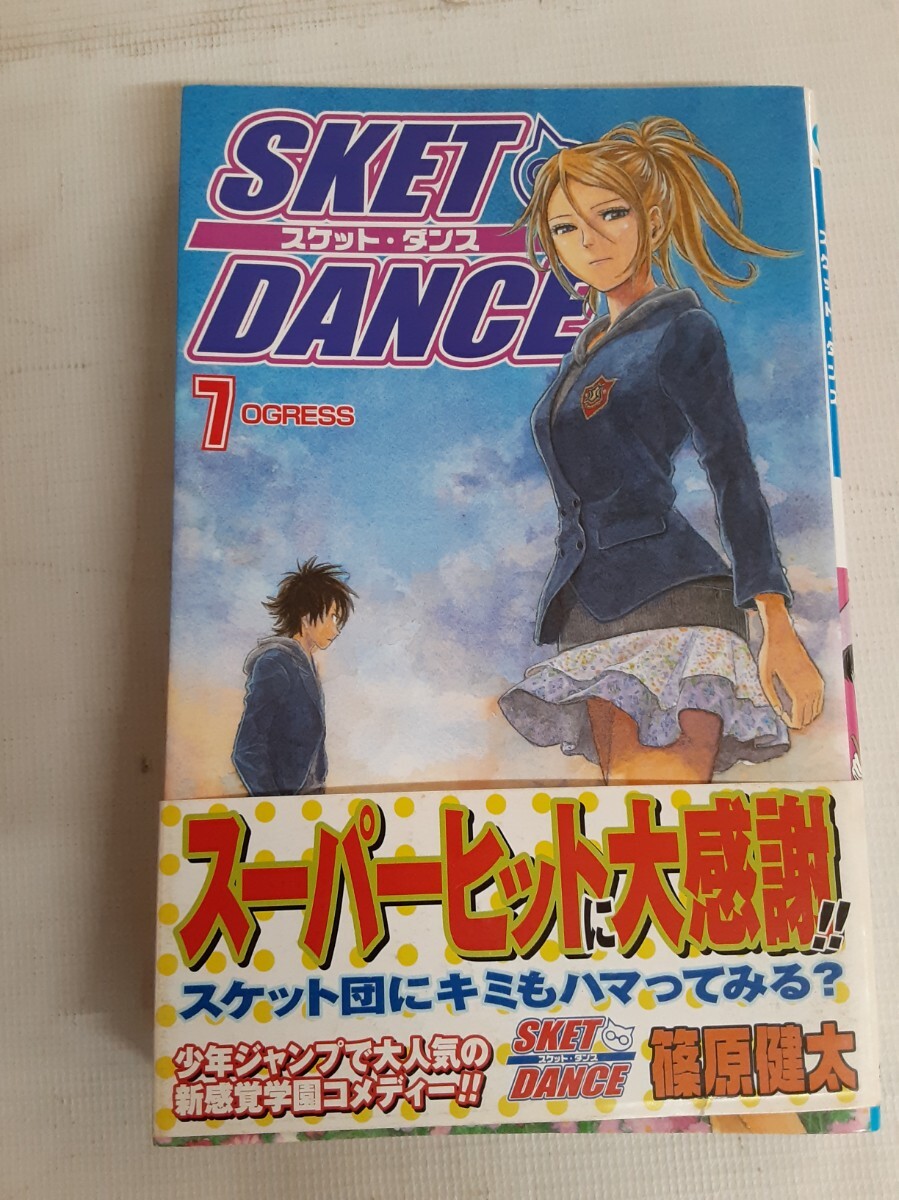 SKET
スケット・ダンス
DANCE
7 OGRESS
スーパーヒットに大感謝!!
スケット団にキミもハマってみる？
少年ジャンプで大人気の
新感覚学園コメディー!!
SKET
スケット・ダンス
DANCE
篠原健太